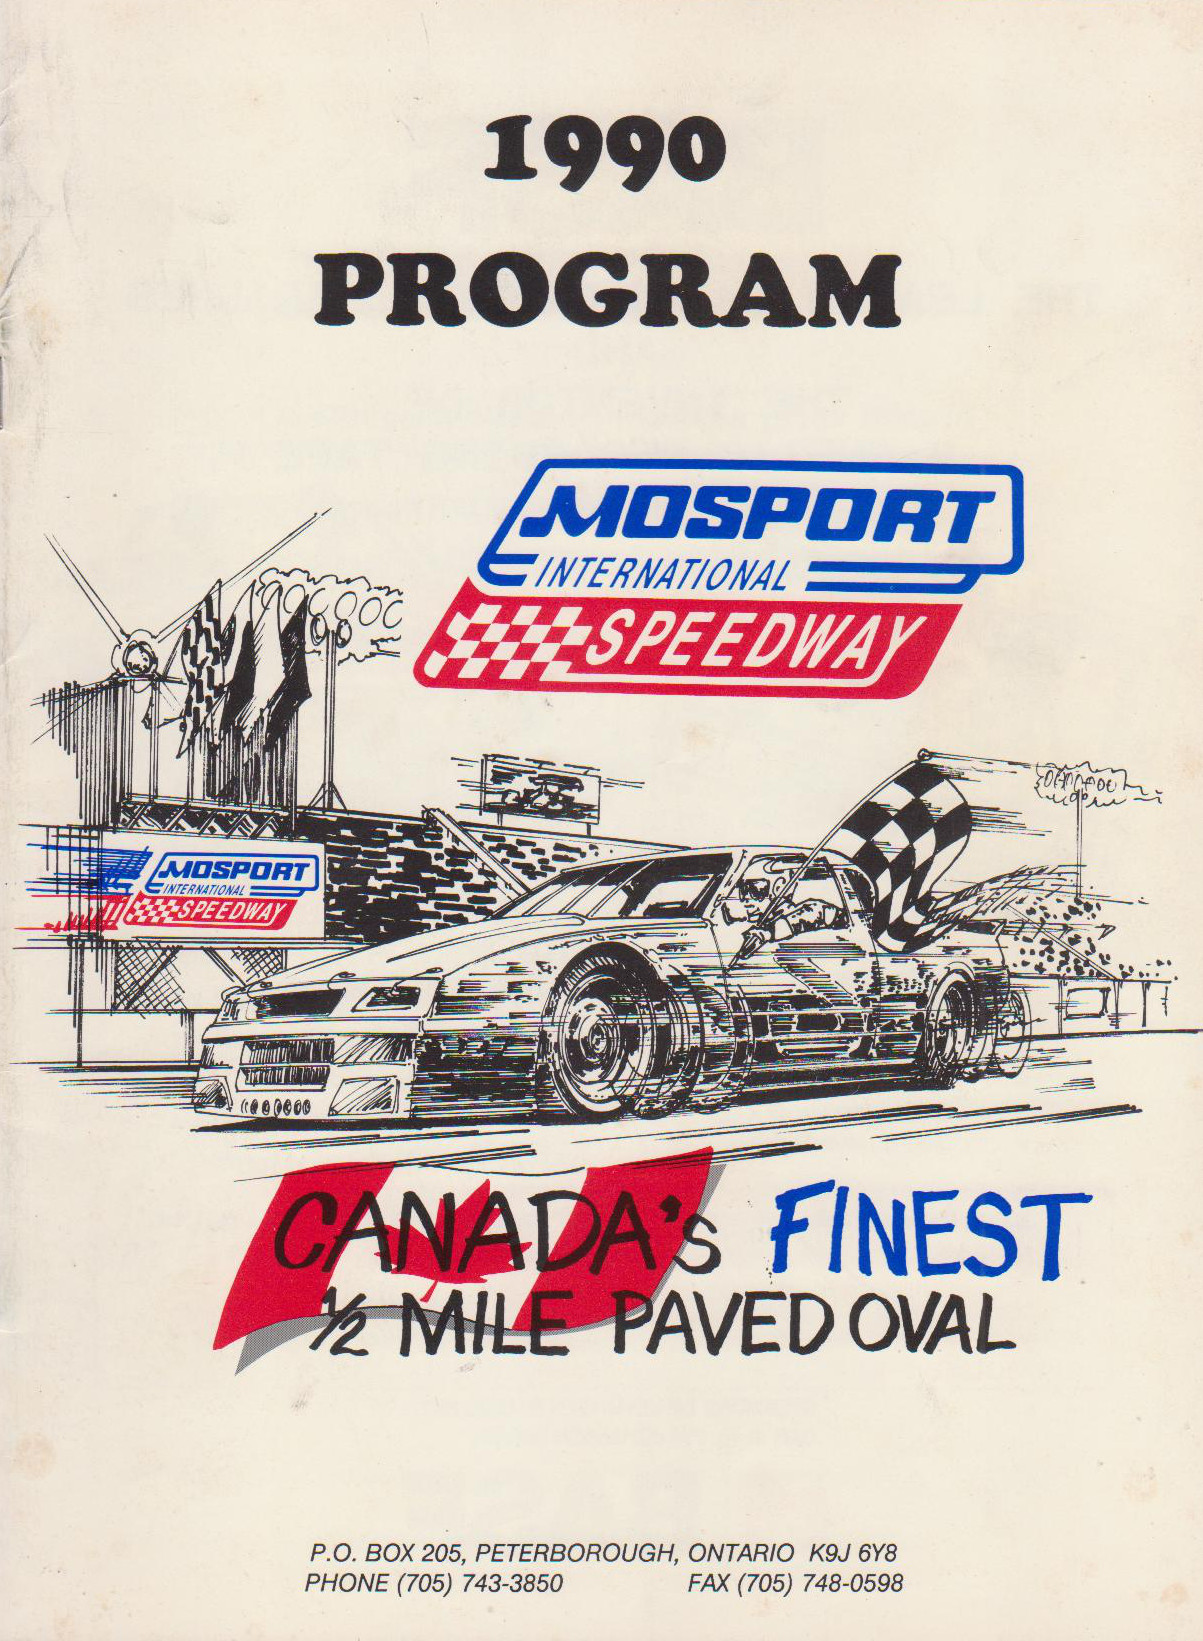 1990
PROGRAM
MOSPORT
INTERNATIONAL
SPEEDWAY
MOSPORT
INTERNATIONAL
SPEEDWAY
CANADA's FINEST
1/2 MILE PAVED OVAL
P.O. BOX 205, PETERBOROUGH, ONTARIO K9J 6Y8
PHONE (705) 743-3850 FAX (705) 748-0598